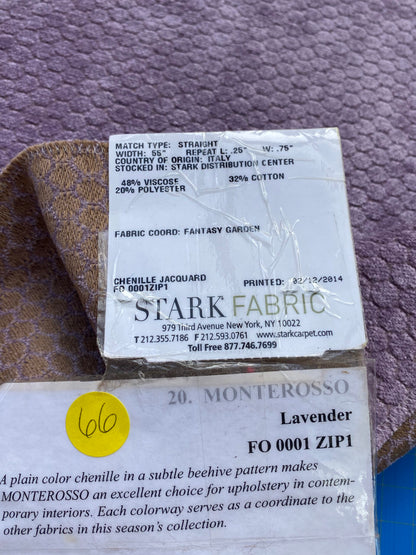 MATCH TYPE: STRAIGHT
WIDTH: 55" REPEAT L: .25" W: .75"
COUNTRY OF ORIGIN: ITALY
STOCKED IN: STARK DISTRIBUTION CENTER
48% VISCOSE 32% COTTON
20% POLYESTER
FABRIC COORD: FANTASY GARDEN
CHENILLE JACQUARD PRINTED: 02/12/2014
FO 0001ZIP1
STARK FABRIC
979 Third Avenue New York, NY 10022
T 212.355.7186 F 212.593.0761 www.starkcarpet.com
Toll Free 877.746.7699
20. MONTEROSSO
66
Lavender
FO 0001 ZIP1
A plain color chenille in a subtle beehive pattern makes
MONTEROSSO an excellent choice for upholstery in contem-
porary interiors. Each colorway serves as a coordinate to the
other fabrics in this season's collection.